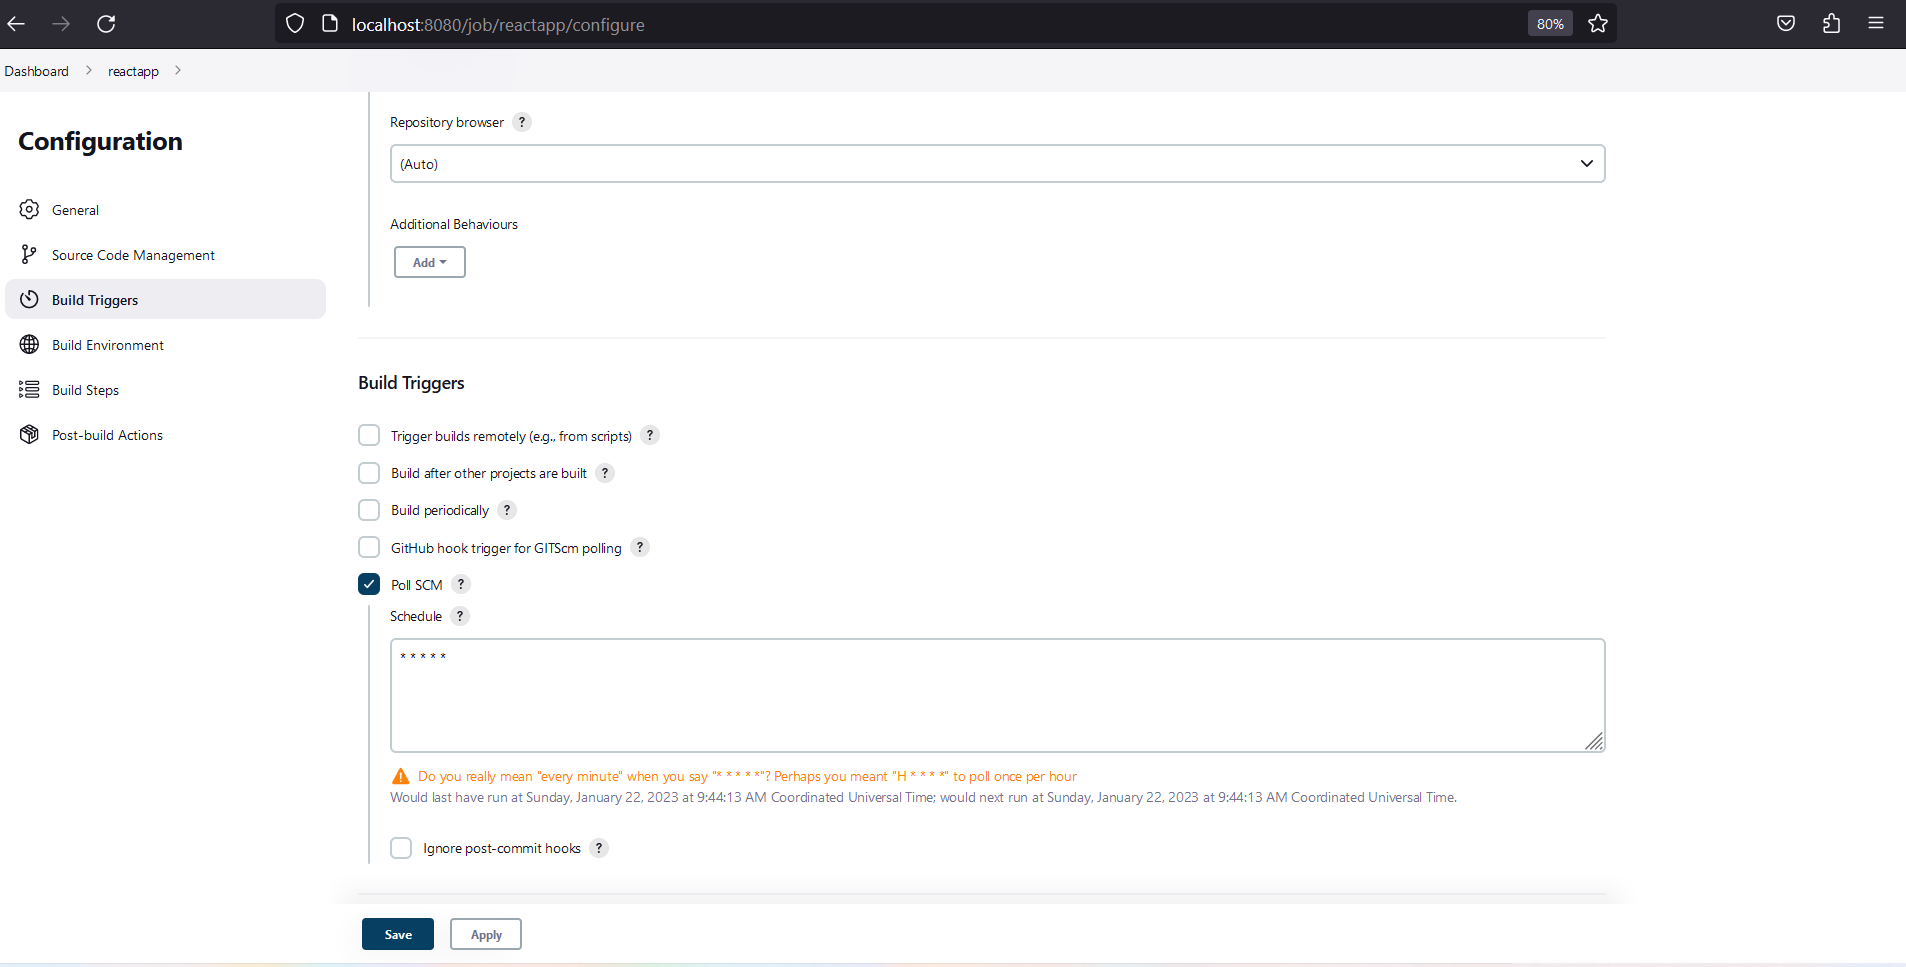 localhost:8080/job/reactapp/configure
80%
Dashboard > reactapp >
Configuration
General
Source Code Management
Build Triggers
Build Environment
Build Steps
Post-build Actions
Repository browser ?
(Auto)
Additional Behaviours
Add
Build Triggers
Trigger builds remotely (e.g., from scripts) ?
Build after other projects are built ?
Build periodically ?
GitHub hook trigger for GITScm polling ?
Poll SCM ?
Schedule ?
* * * * *
Do you really mean "every minute" when you say "* * * * *"? Perhaps you meant "H * * * *" to poll once per hour
Would last have run at Sunday, January 22, 2023 at 9:44:13 AM Coordinated Universal Time; would next run at Sunday, January 22, 2023 at 9:44:13 AM Coordinated Universal Time.
Ignore post-commit hooks ?
Save Apply